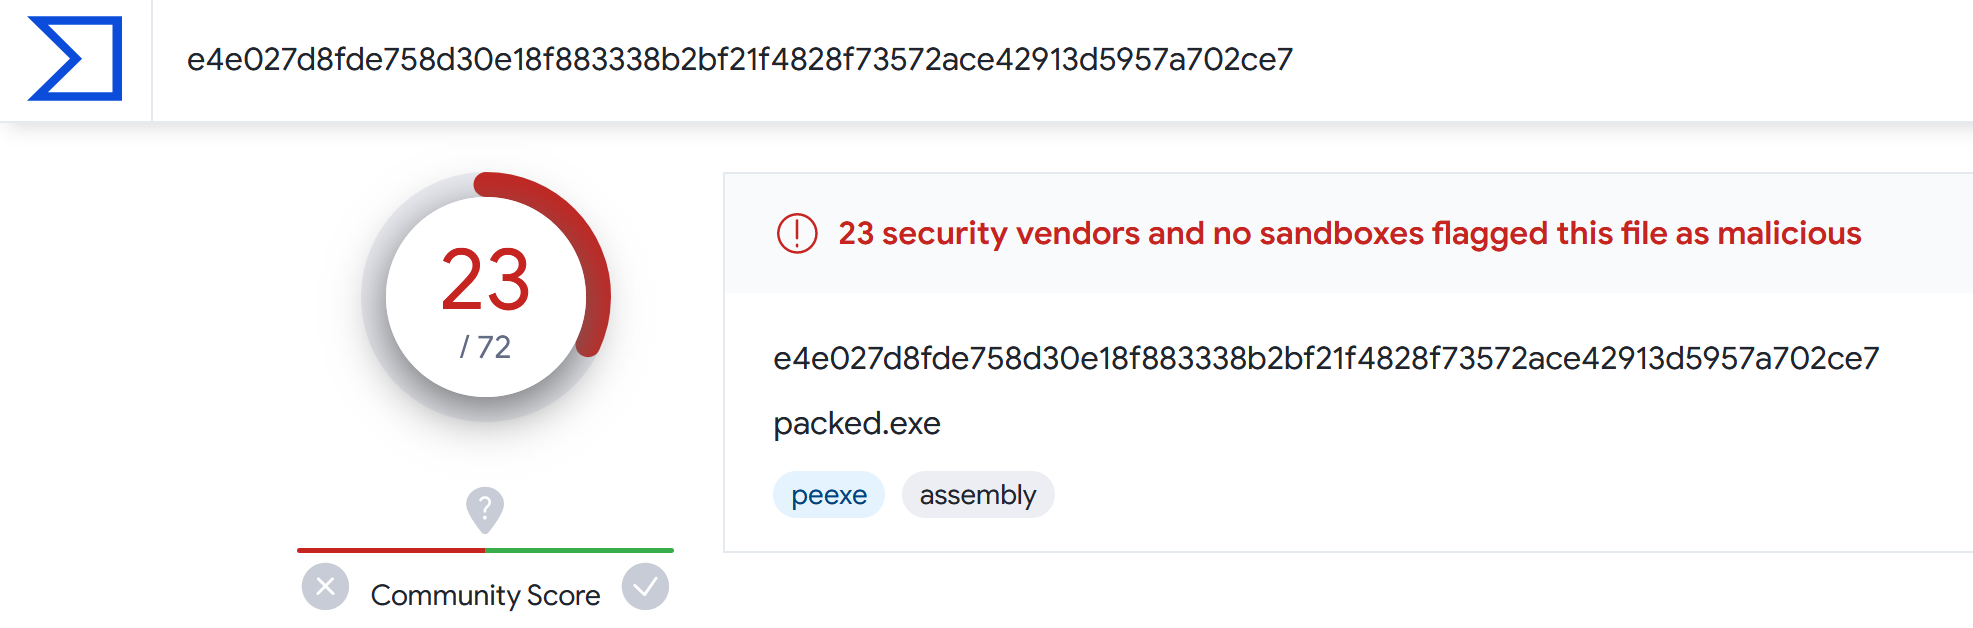 e4e027d8fde758d30e18f883338b2bf21f4828f73572ace42913d5957a702ce7
23
/ 72
?
Community Score
23 security vendors and no sandboxes flagged this file as malicious
e4e027d8fde758d30e18f883338b2bf21f4828f73572ace42913d5957a702ce7
packed.exe
peexe assembly